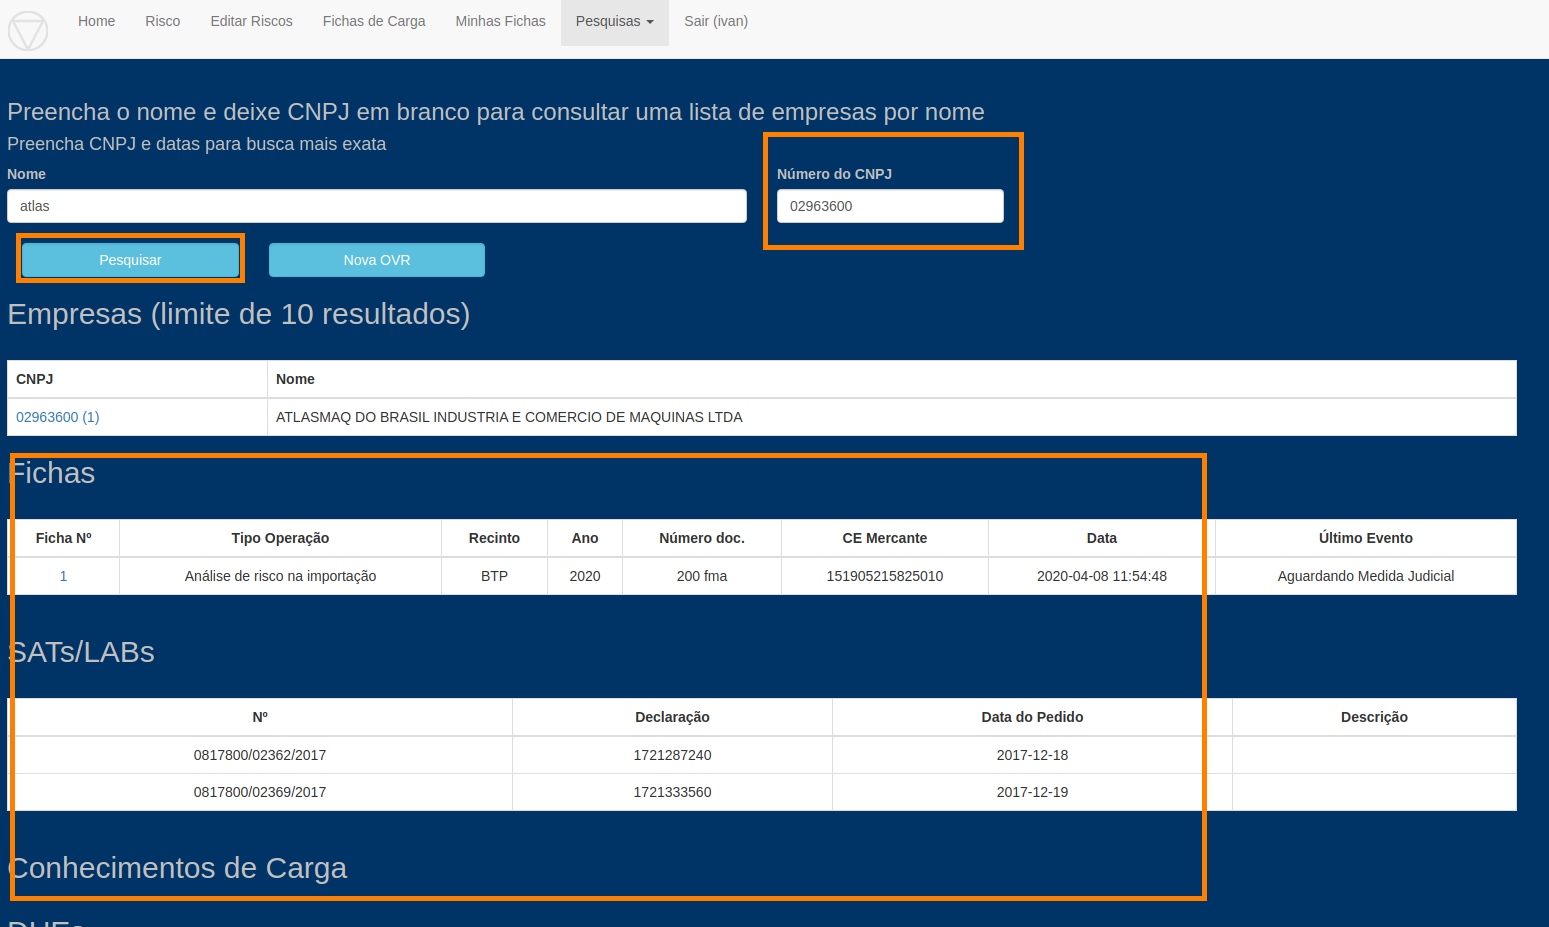 Home Risco Editar Riscos Fichas de Carga Minhas Fichas Pesquisas Sair (ivan)
Preencha o nome e deixe CNPJ em branco para consultar uma lista de empresas por nome
Preencha CNPJ e datas para busca mais exata
Nome Número do CNPJ
atlas 02963600
Pesquisar Nova OVR
Empresas (limite de 10 resultados)
CNPJ Nome
02963600 (1) ATLASMAQ DO BRASIL INDUSTRIA E COMERCIO DE MAQUINAS LTDA
Fichas
Ficha Nº Tipo Operação Recinto Ano Número doc. CE Mercante Data Último Evento
1 Análise de risco na importação BTP 2020 200 fma 151905215825010 2020-04-08 11:54:48 Aguardando Medida Judicial
SATs/LABs
Nº Declaração Data do Pedido Descrição
0817800/02362/2017 1721287240 2017-12-18
0817800/02369/2017 1721333560 2017-12-19
Conhecimentos de Carga